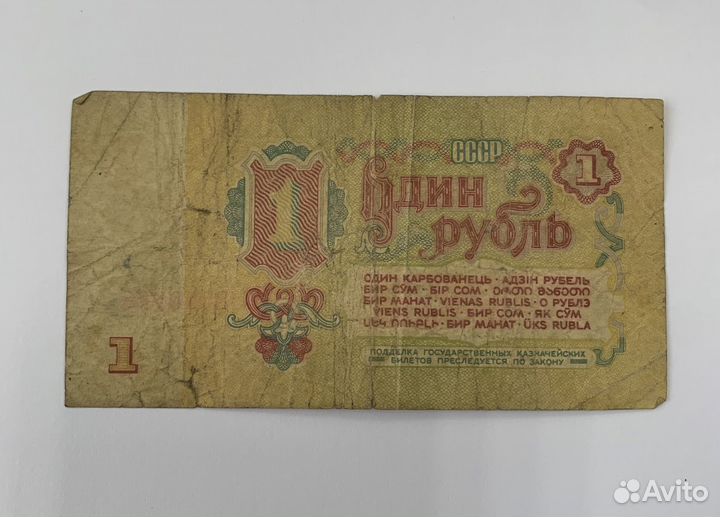 СССР
1
1
Один
рубль
ОДИН КАРБОВАНЕЦЬ · АДЗІН РУБЕЛЬ
БИР СЎМ · БІР СОМ · ᲝᲠᲗᲘ ᲛᲐᲜᲔᲗᲘ
БИР МАНАТ · VIENAS RUBLIS · О РУБЛЭ
VIENS RUBLIS · БИР СОМ · ЯК СЎМ
ՄԵԿ ՌՈՒԲԼԻ · БИР МАНАТ · ÜKS RUBLA
ПОДДЕЛКА ГОСУДАРСТВЕННЫХ КАЗНАЧЕЙСКИХ
БИЛЕТОВ ПРЕСЛЕДУЕТСЯ ПО ЗАКОНУ
1
Avito